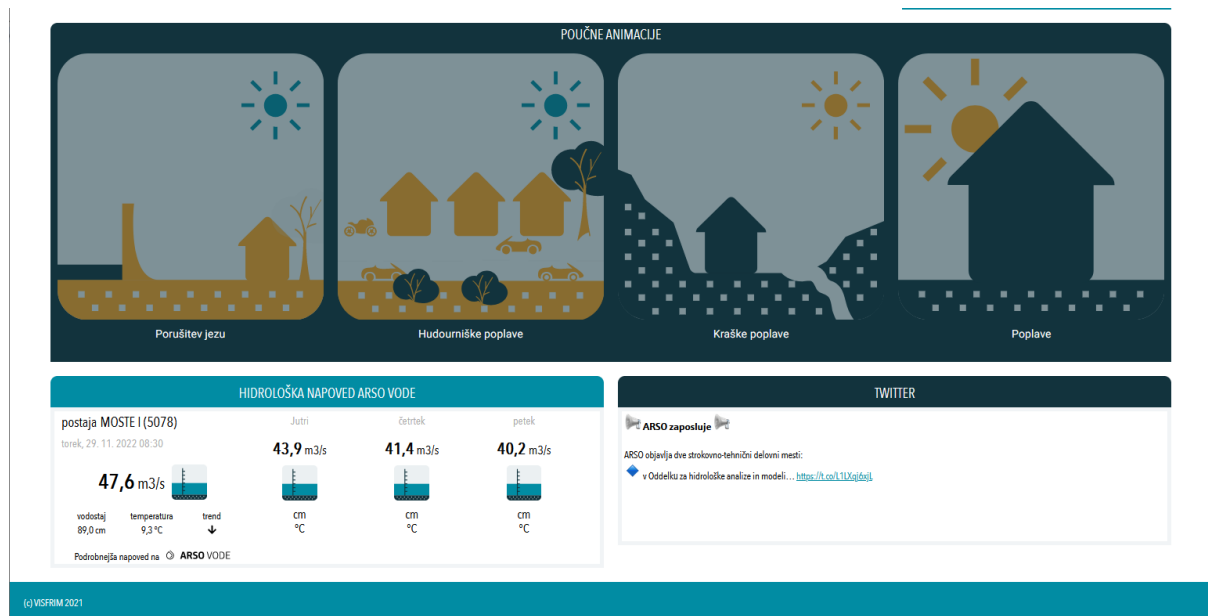 POUČNE ANIMACIJE
Porušitev jezu
Hudourniške poplave
Kraške poplave
Poplave
HIDROLOŠKA NAPOVED ARSO VODE
postaja MOSTE I (5078)
torek, 29. 11. 2022 08:30
47,6 m3/s
vodostaj temperatura trend
89,0 cm 9,3 °C
Jutri četrtek petek
43,9 m3/s 41,4 m3/s 40,2 m3/s
cm cm cm
°C °C °C
Podrobnejša napoved na ARSO VODE
TWITTER
ARSO zaposluje
ARSO objavlja dve strokovno-tehnični delovni mesti:
v Oddelku za hidrološke analize in modeli… https://t.co/L1LXqj6xjL
(c) VISFRIM 2021